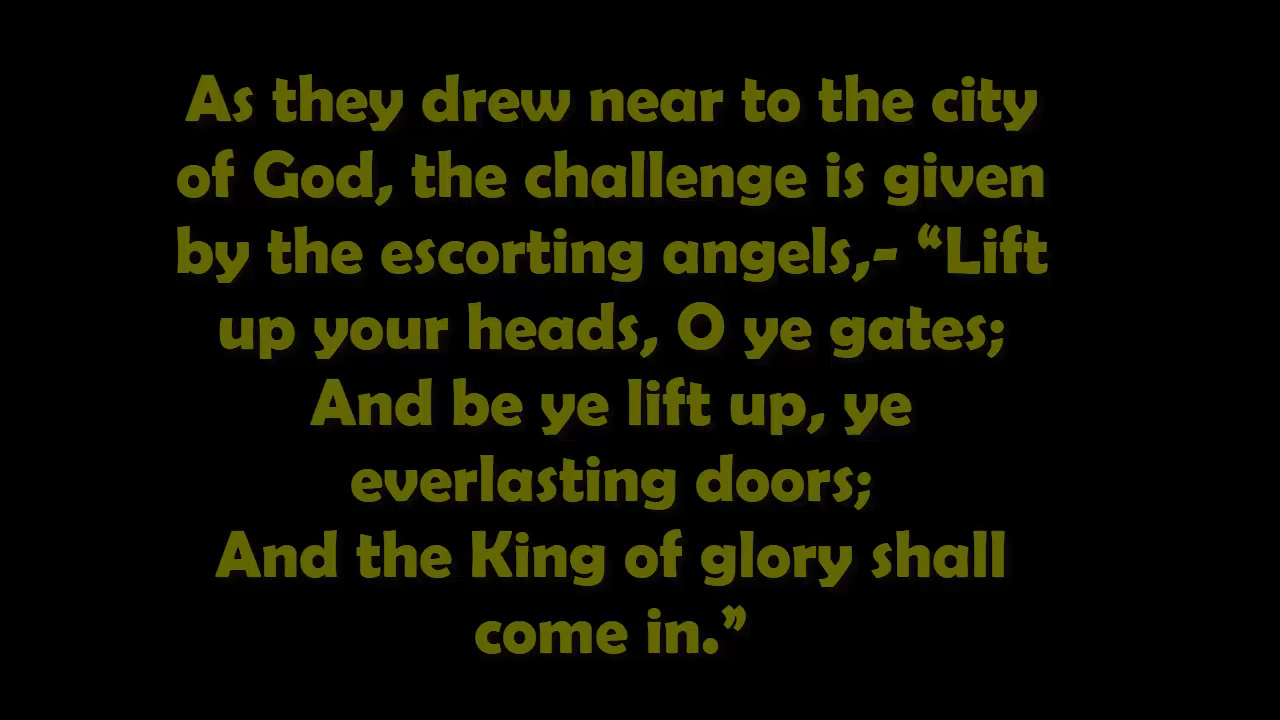 As they drew near to the city
of God, the challenge is given
by the escorting angels,- “Lift
up your heads, O ye gates;
And be ye lift up, ye
everlasting doors;
And the King of glory shall
come in.”